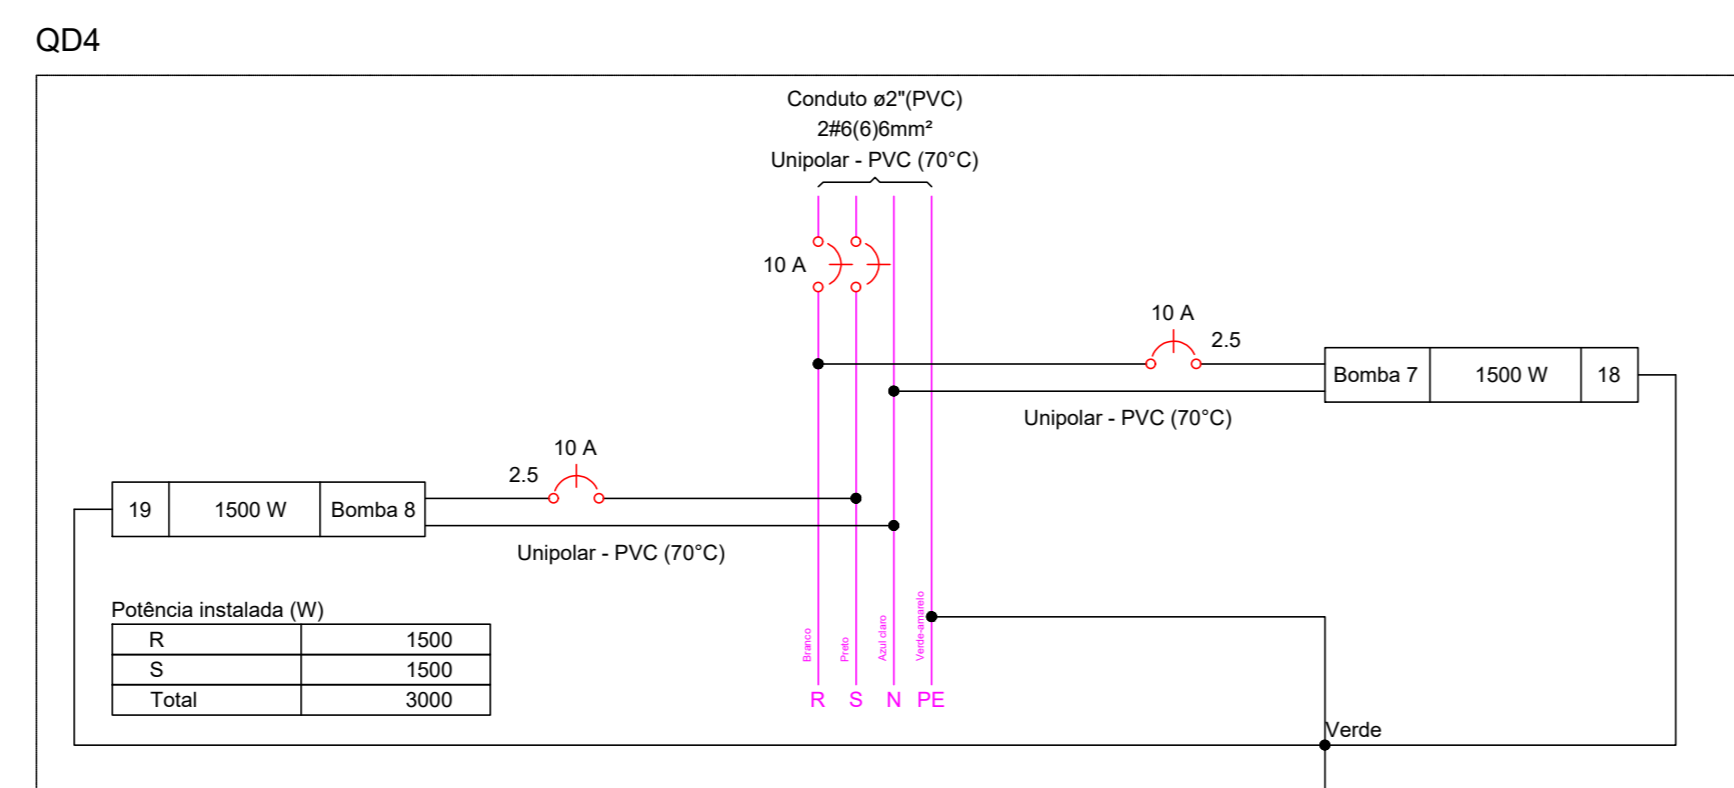 QD4
Conduto ø2"(PVC)
2#6(6)6mm²
Unipolar - PVC (70°C)
10 A
10 A
2.5
Bomba 7 1500 W 18
Unipolar - PVC (70°C)
10 A
2.5
19 1500 W Bomba 8
Unipolar - PVC (70°C)
Potência instalada (W)
R 1500
S 1500
Total 3000
Branco
Preto
Azul claro
Verde-amarelo
R S N PE
Verde